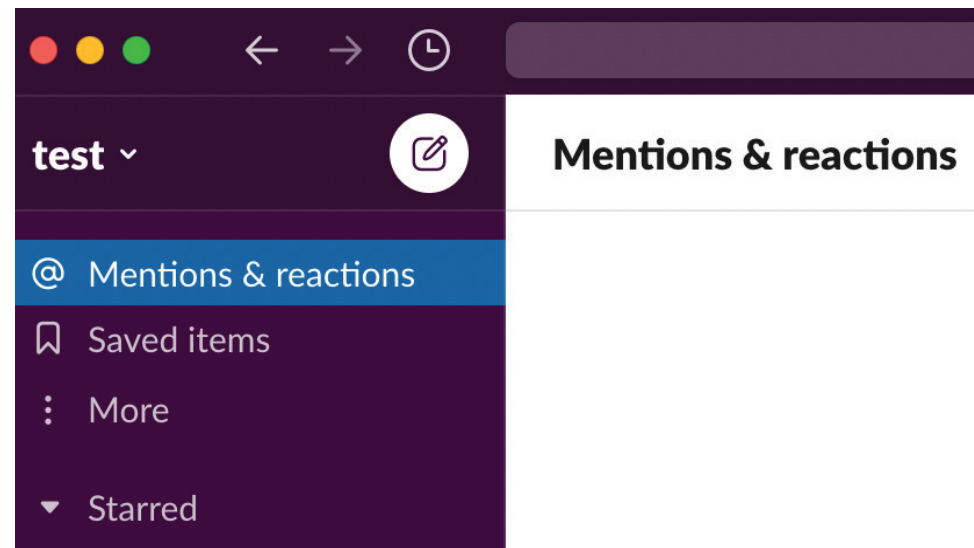 test
Mentions & reactions
@ Mentions & reactions
Saved items
More
Starred